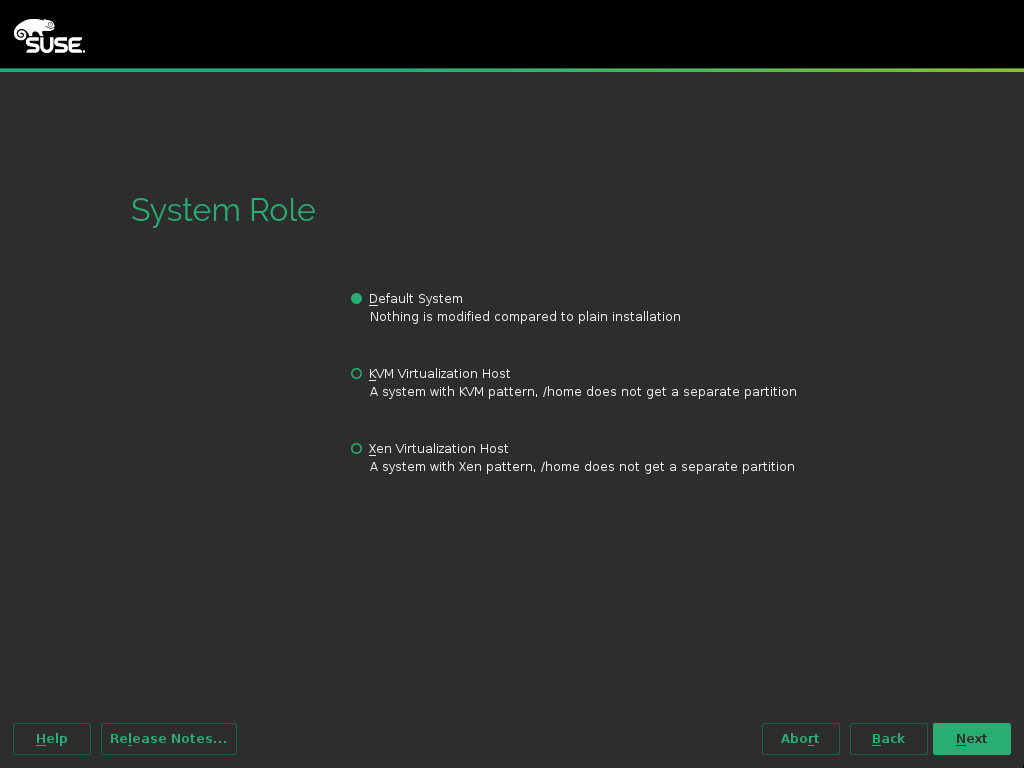 SUSE.
System Role
Default System
Nothing is modified compared to plain installation
KVM Virtualization Host
A system with KVM pattern, /home does not get a separate partition
Xen Virtualization Host
A system with Xen pattern, /home does not get a separate partition
Help
Release Notes...
Abort
Back
Next